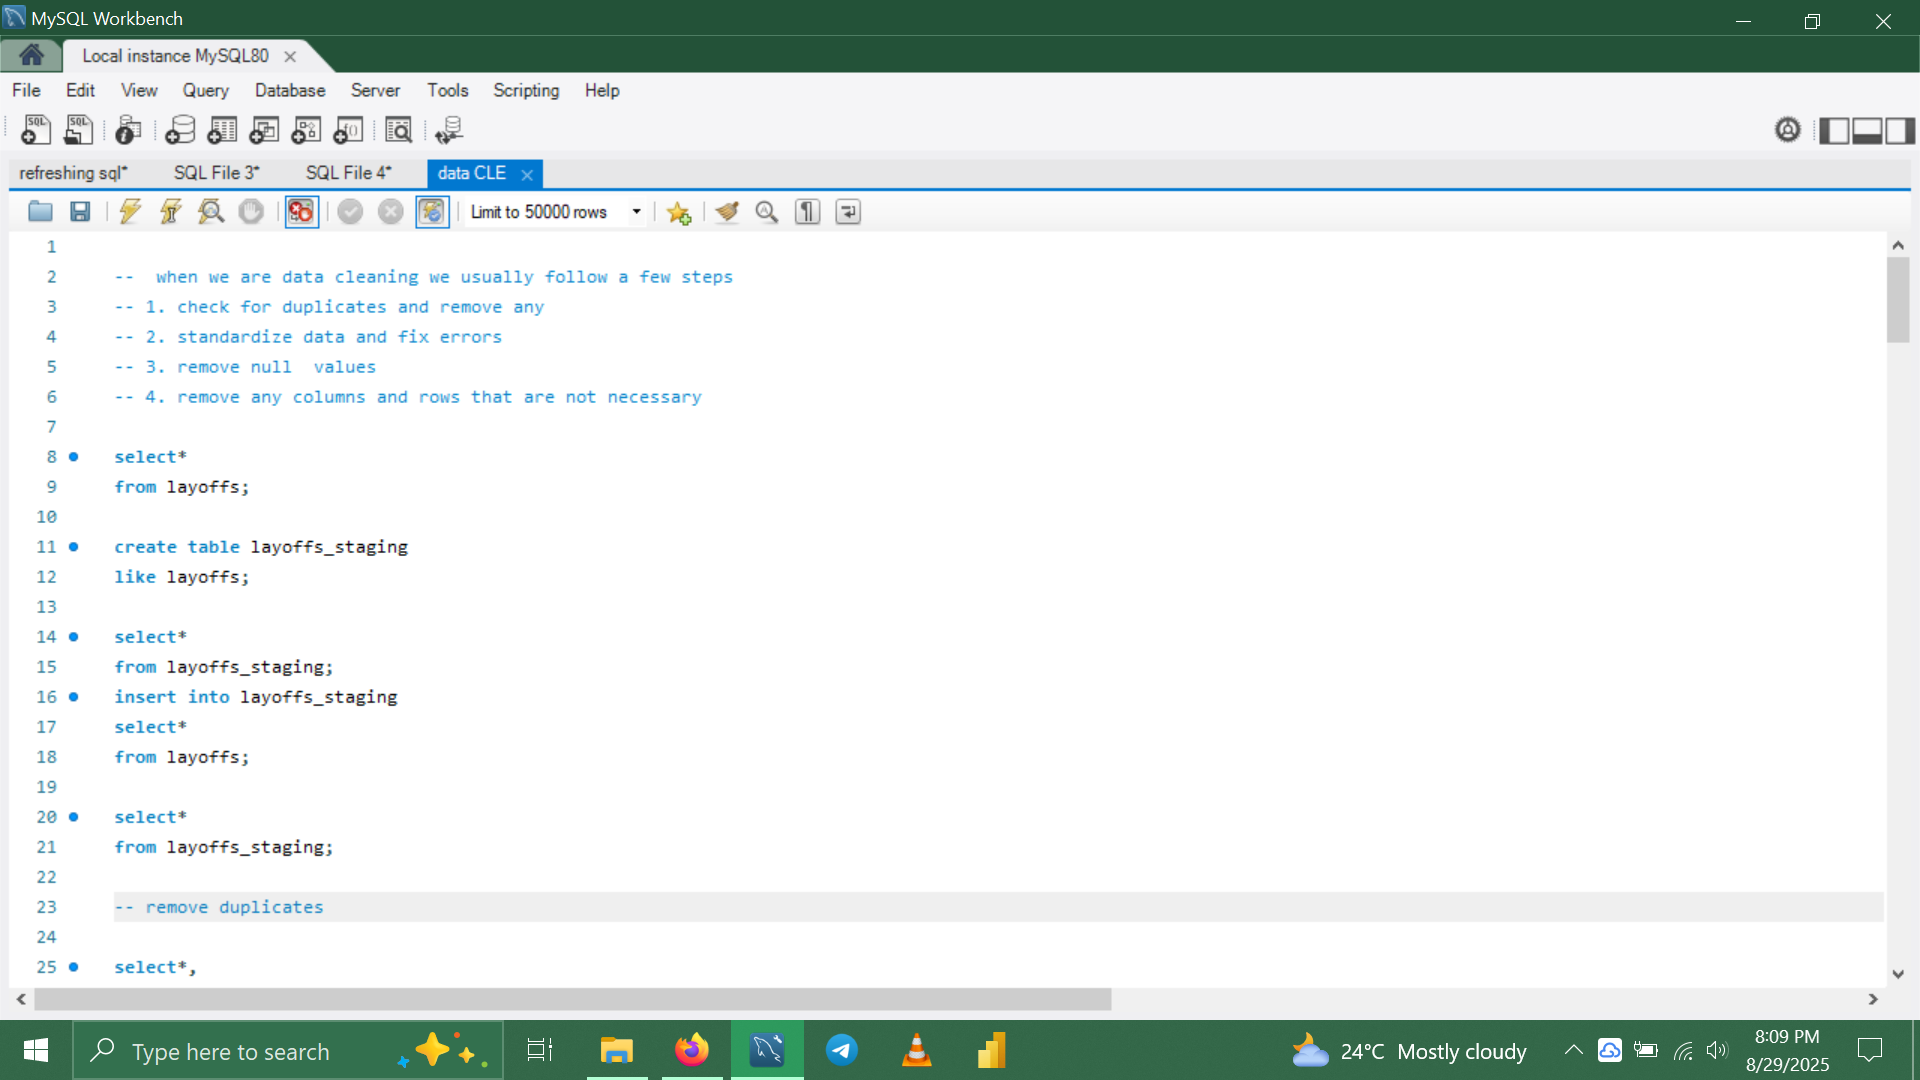 MySQL Workbench
Local instance MySQL80
File Edit View Query Database Server Tools Scripting Help
refreshing sql* SQL File 3* SQL File 4* data CLE
Limit to 50000 rows
1
2 --  when we are data cleaning we usually follow a few steps
3 -- 1. check for duplicates and remove any
4 -- 2. standardize data and fix errors
5 -- 3. remove null  values
6 -- 4. remove any columns and rows that are not necessary
7
8 select*
9 from layoffs;
10
11 create table layoffs_staging
12 like layoffs;
13
14 select*
15 from layoffs_staging;
16 insert into layoffs_staging
17 select*
18 from layoffs;
19
20 select*
21 from layoffs_staging;
22
23 -- remove duplicates
24
25 select*,
Type here to search
24°C Mostly cloudy
8:09 PM
8/29/2025